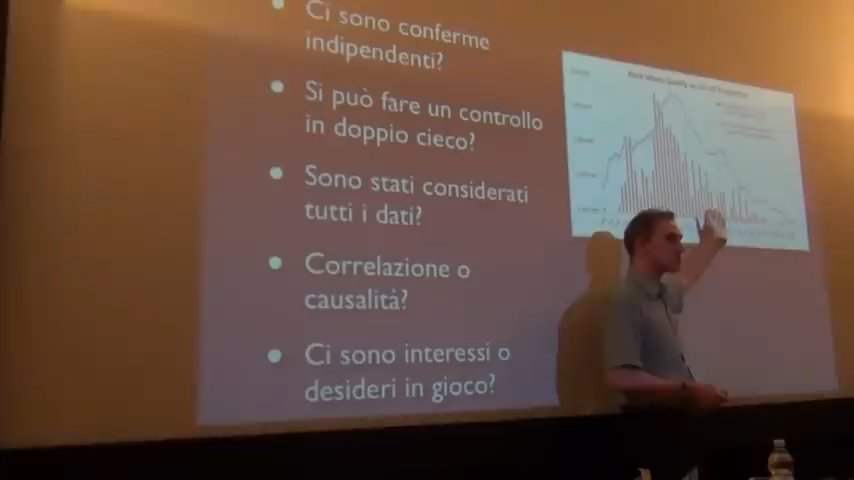 Ci sono conferme
indipendenti?
Si può fare un controllo
in doppio cieco?
Sono stati considerati
tutti i dati?
Correlazione o
causalità?
Ci sono interessi o
desideri in gioco?